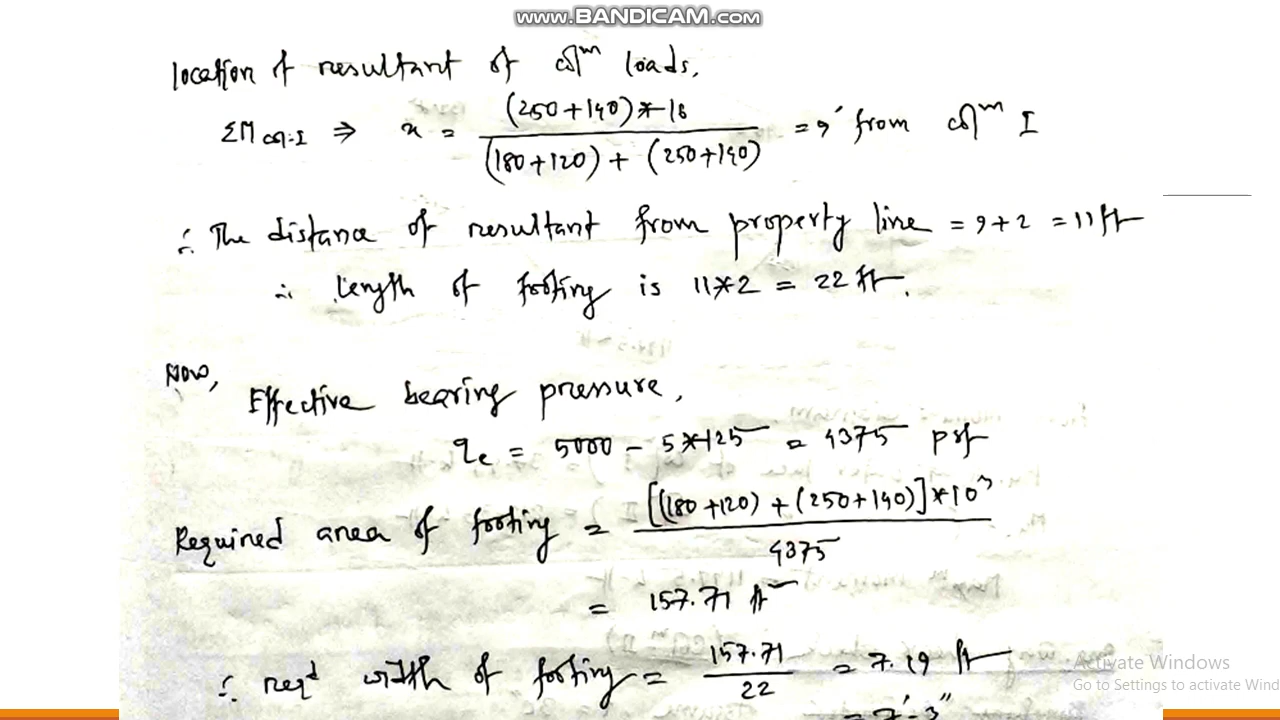 www.BANDICAM.com
location of resultant of colᵐ loads,
ΣM col-I ⇒ x = (250+140)*16 / (180+120) + (250+140) = 9' from colᵐ I
∴ The distance of resultant from property line = 9+2 = 11 ft
∴ Length of footing is 11*2 = 22 ft.
Now,
Effective bearing pressure,
qe = 5000 - 5*125 = 4375 psf
Required area of footing = [(180+120) + (250+140)]*10³ / 4375
= 157.71 ft²
∴ reqᵈ width of footing = 157.71 / 22 = 7.19 ft
= 7'-3"
Activate Windows
Go to Settings to activate Wind